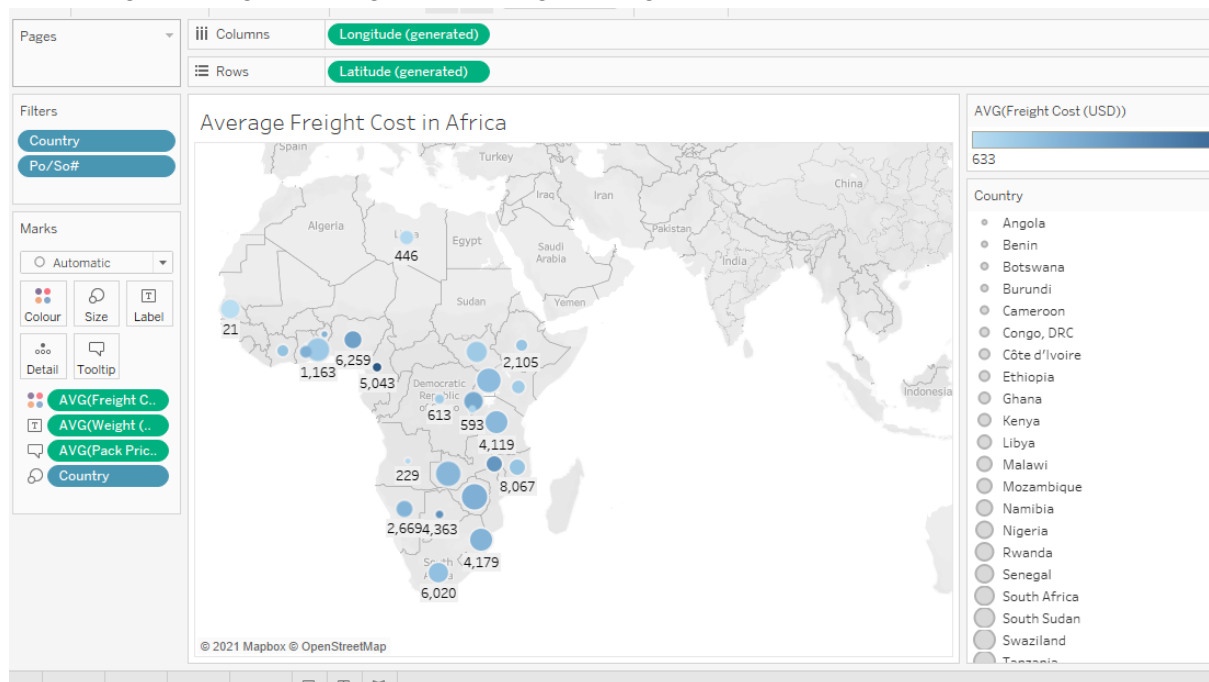 Pages
Columns
Longitude (generated)
Rows
Latitude (generated)
Filters
Country
Po/So#
Marks
Automatic
Colour
Size
Label
Detail
Tooltip
AVG(Freight C..
AVG(Weight (..
AVG(Pack Pric..
Country
Average Freight Cost in Africa
Spain
Turkey
China
Iraq
Iran
Algeria
Egypt
Pakistan
446
Saudi
Arabia
India
Sudan
Yemen
21
6,259
2,105
1,163
5,043
Democratic
Indonesia
613
593
4,119
229
8,067
2,669
4,363
4,179
6,020
© 2021 Mapbox © OpenStreetMap
AVG(Freight Cost (USD))
633
Country
Angola
Benin
Botswana
Burundi
Cameroon
Congo, DRC
Côte d'Ivoire
Ethiopia
Ghana
Kenya
Libya
Malawi
Mozambique
Namibia
Nigeria
Rwanda
Senegal
South Africa
South Sudan
Swaziland
Tanzania